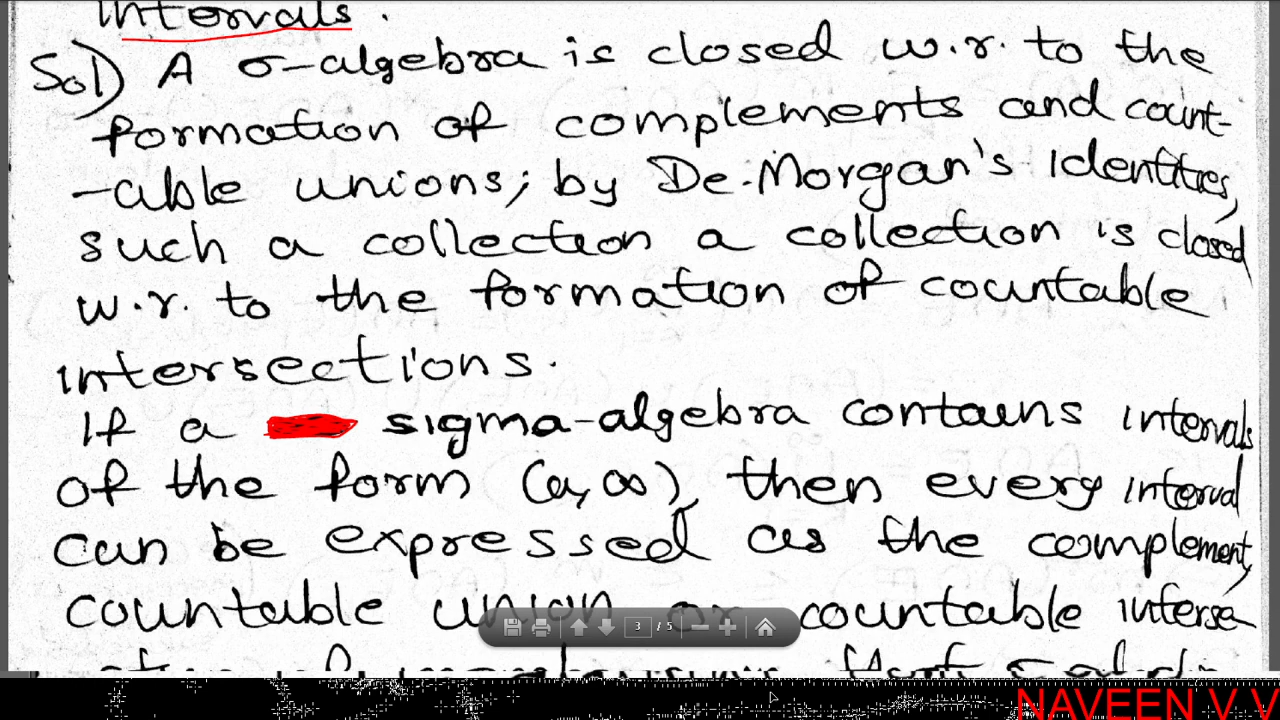 Intervals.
Sol) A σ-algebra is closed w.r. to the
formation of complements and count-
-able unions; by De.Morgan's Identities,
such a collection a collection is closed
w.r. to the formation of countable
intersections.
If a sigma-algebra contains intervals
of the form (a, ∞), then every interval
can be expressed as the complement,
countable union or countable interse
3 / 5
NAVEEN V V